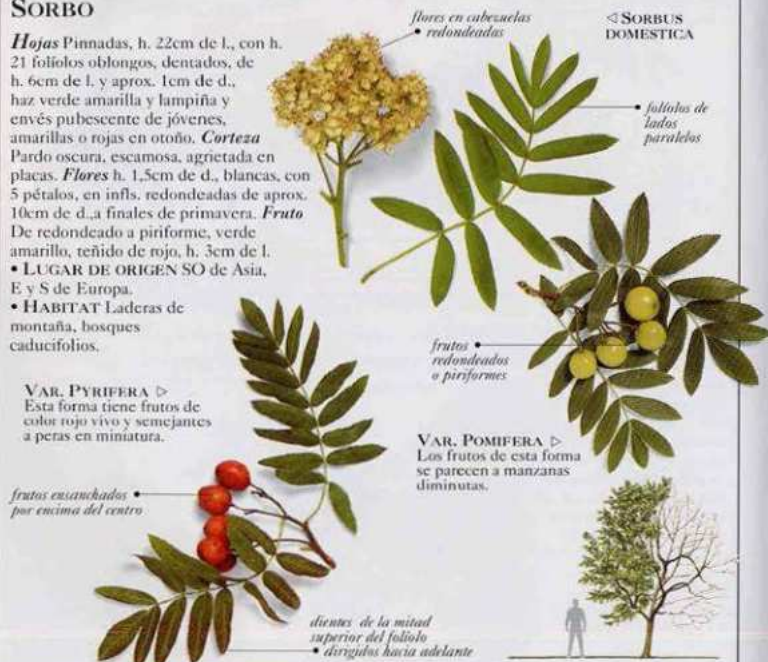 SORBO
Hojas Pinnadas, h. 22cm de l., con h.
21 folíolos oblongos, dentados, de
h. 6cm de l. y aprox. 1cm de d.,
haz verde amarilla y lampiña y
envés pubescente de jóvenes,
amarillas o rojas en otoño. Corteza
Pardo oscura, escamosa, agrietada en
placas. Flores h. 1,5cm de d., blancas, con
5 pétalos, en infls. redondeadas de aprox.
10cm de d.,a finales de primavera. Fruto
De redondeado a piriforme, verde
amarillo, teñido de rojo, h. 3cm de l.
• LUGAR DE ORIGEN SO de Asia,
E y S de Europa.
• HABITAT Laderas de
montaña, bosques
caducifolios.
flores en cabezuelas
• redondeadas
◁ SORBUS
DOMESTICA
• folíolos de
lados
paralelos
frutos •
redondeados
o piriformes
VAR. PYRIFERA ▷
Esta forma tiene frutos de
color rojo vivo y semejantes
a peras en miniatura.
VAR. POMIFERA ▷
Los frutos de esta forma
se parecen a manzanas
diminutas.
frutos ensanchados •
por encima del centro
dientes de la mitad
superior del folíolo
• dirigidos hacia adelante